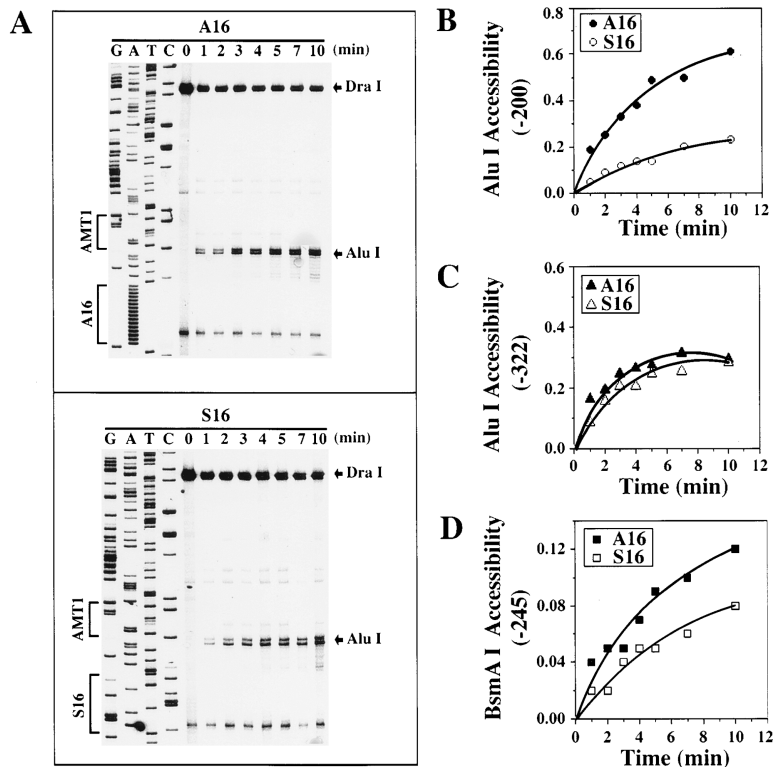 A
A16
G A T C 0 1 2 3 4 5 7 10 (min)
Dra I
AMT1
Alu I
A16
S16
G A T C 0 1 2 3 4 5 7 10 (min)
Dra I
AMT1
Alu I
S16
B
Alu I Accessibility
(-200)
A16
S16
0.6
0.4
0.2
0.0
0 2 4 6 8 10 12
Time (min)
C
Alu I Accessibility
(-322)
A16
S16
0.6
0.4
0.2
0.0
0 2 4 6 8 10 12
Time (min)
D
BsmA I Accessibility
(-245)
A16
S16
0.12
0.08
0.04
0.00
0 2 4 6 8 10 12
Time (min)